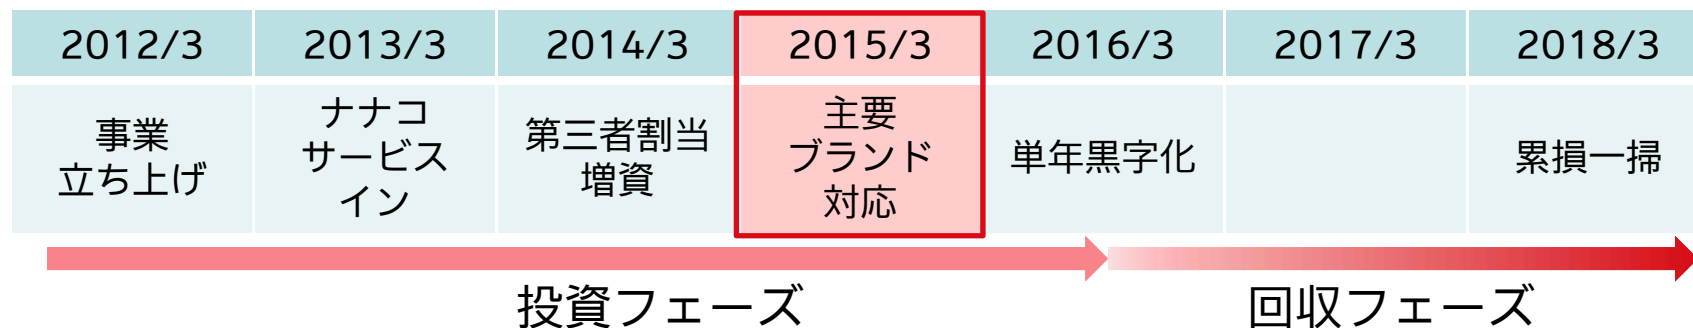 2012/3 2013/3 2014/3 2015/3 2016/3 2017/3 2018/3
事業
立ち上げ
ナナコ
サービス
イン
第三者割当
増資
主要
ブランド
対応
単年黒字化
累損一掃
投資フェーズ
回収フェーズ